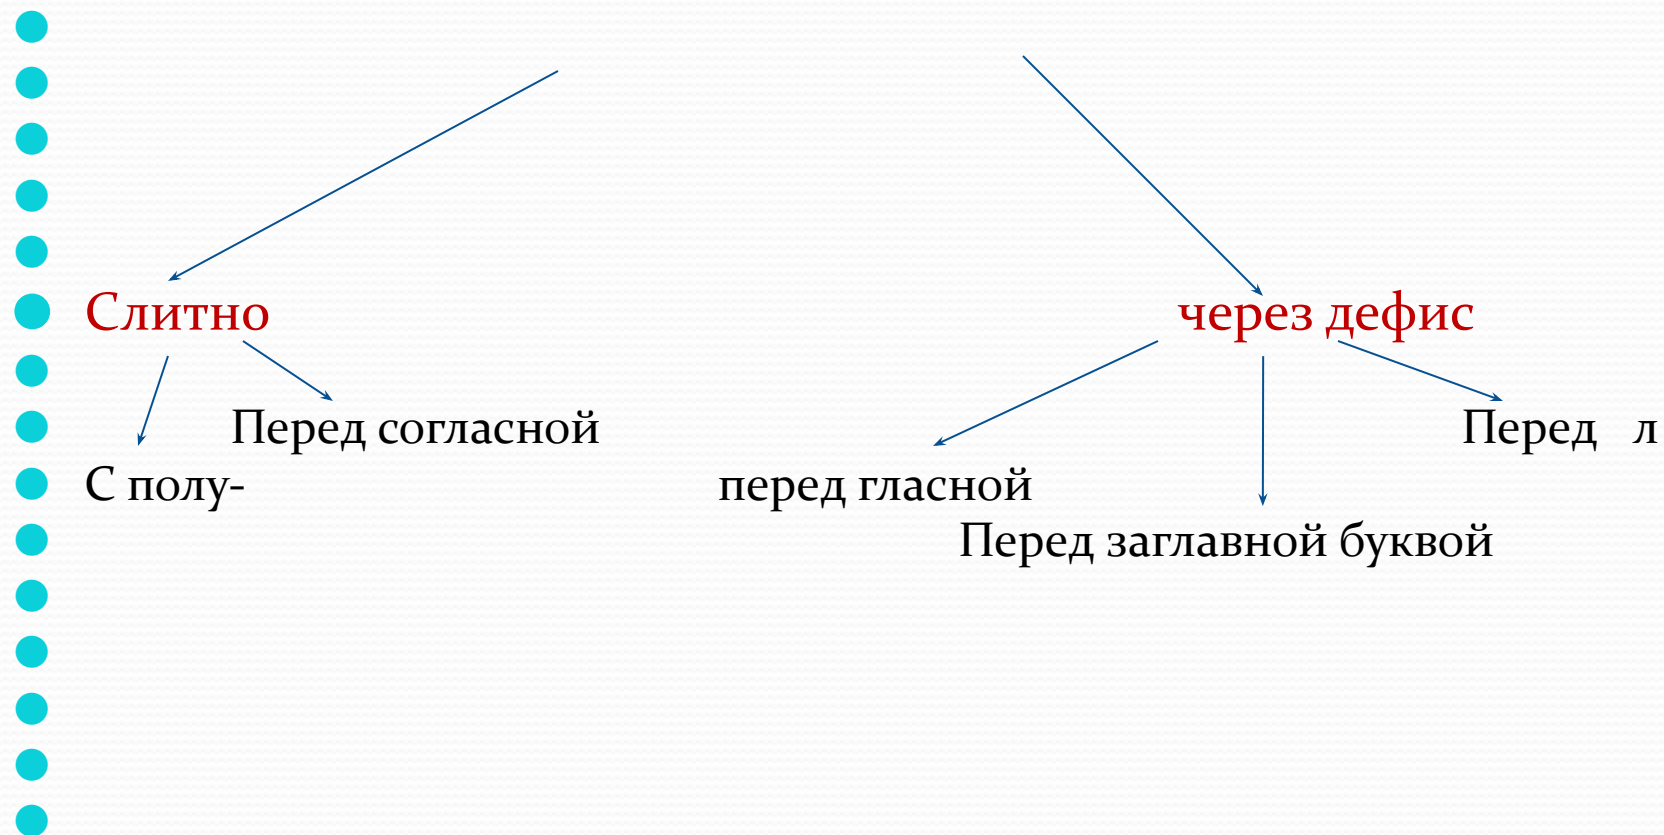 Слитно через дефис
Перед согласной Перед л
С полу- перед гласной
Перед заглавной буквой